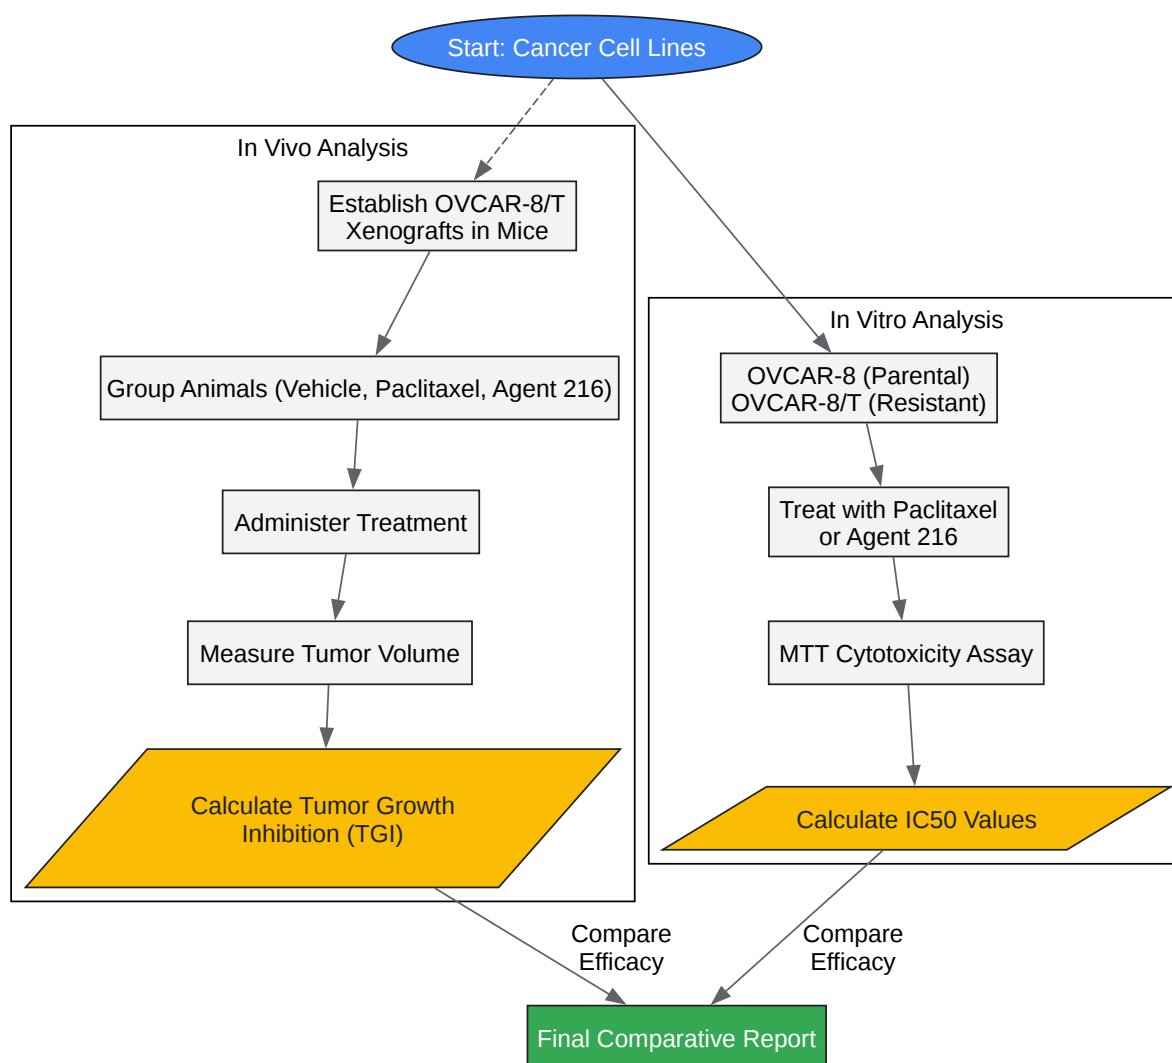 Start: Cancer Cell Lines
In Vivo Analysis
Establish OVCAR-8/T
Xenografts in Mice
Group Animals (Vehicle, Paclitaxel, Agent 216)
Administer Treatment
Measure Tumor Volume
Calculate Tumor Growth
Inhibition (TGI)
In Vitro Analysis
OVCAR-8 (Parental)
OVCAR-8/T (Resistant)
Treat with Paclitaxel
or Agent 216
MTT Cytotoxicity Assay
Calculate IC50 Values
Compare
Efficacy
Compare
Efficacy
Final Comparative Report